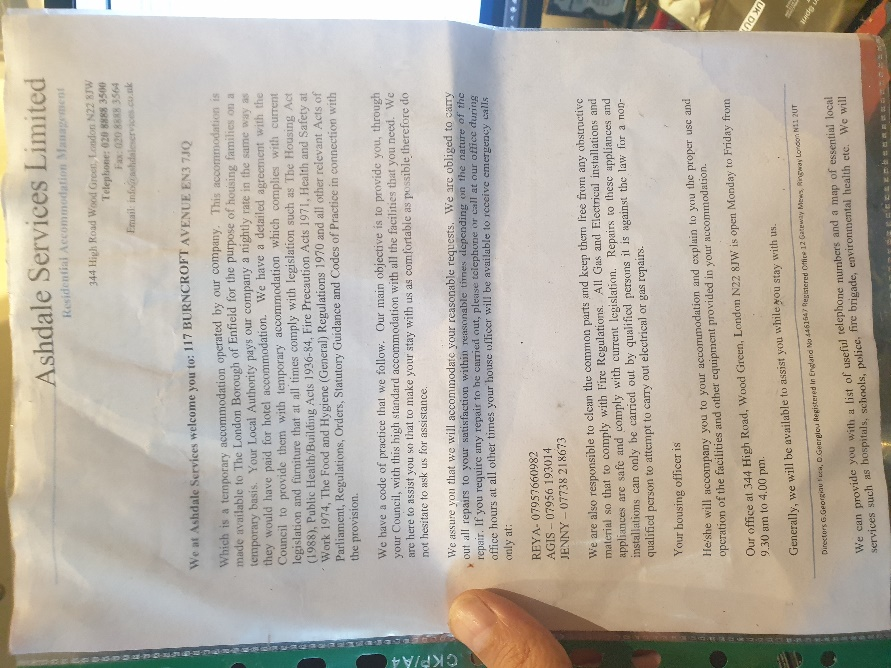 Ashdale Services Limited
Residential Accommodation Management
344 High Road Wood Green, London N22 8JW
Telephone: 020 8888 3500
Fax: 020 8888 3564
Email: info@ashdaleservices.co.uk
We at Ashdale Services welcome you to: 117 BURNCROFT AVENUE EN3 7JQ
Which is a temporary accommodation operated by our company. This accommodation is
made available to The London Borough of Enfield for the purpose of housing families on a
temporary basis. Your Local Authority pays our company a nightly rate in the same way as
they would have paid for hotel accommodation. We have a detailed agreement with the
Council to provide them with temporary accommodation which complies with current
legislation and furniture that at all times comply with legislation such as The Housing Act
(1988), Public Health/Building Acts 1936-84, Fire Precaution Acts 1971, Health and Safety at
Work 1974, The Food and Hygiene (General) Regulations 1970 and all other relevant Acts of
Parliament, Regulations, Orders, Statutory Guidance and Codes of Practice in connection with
the provision.
We have a code of practice that we follow. Our main objective is to provide you, through
your Council, with this high standard accommodation with all the facilities that you need. We
are here to assist you so that to make your stay with us as comfortable as possible therefore do
not hesitate to ask us for assistance.
We assure you that we will accommodate your reasonable requests. We are obliged to carry
out all repairs to your satisfaction within reasonable times depending on the nature of the
repair. If you require any repair to be carried out, please telephone or call at our office during
office hours at all other times your house officer will be available to receive emergency calls
only at:
REYA- 079576609​82
AGIS – 07956 193014
JENNY – 07738 218673
We are also responsible to clean the common parts and keep them free from any obstructive
material so that to comply with Fire Regulations. All Gas and Electrical installations and
appliances are safe and comply with current legislation. Repairs to these appliances and
installations can only be carried out by qualified persons it is against the law for a non-
qualified person to attempt to carry out electrical or gas repairs.
Your housing officer is
He/she will accompany you to your accommodation and explain to you the proper use and
operation of the facilities and other equipment provided in your accommodation.
Our office at 344 High Road, Wood Green, London N22 8JW is open Monday to Friday from
9.30 am to 4.00 pm.
Generally, we will be available to assist you while you stay with us.
Directors G.Georgiou Fcca, D.Georgiou Registered in England No 4461647 Registered Office 12 Gateway Mews, Ringway London N11 2UT
We can provide you with a list of useful telephone numbers and a map of essential local
services such as hospitals, schools, police, fire brigade, environmental health etc. We will
CKP/A4
UK DU